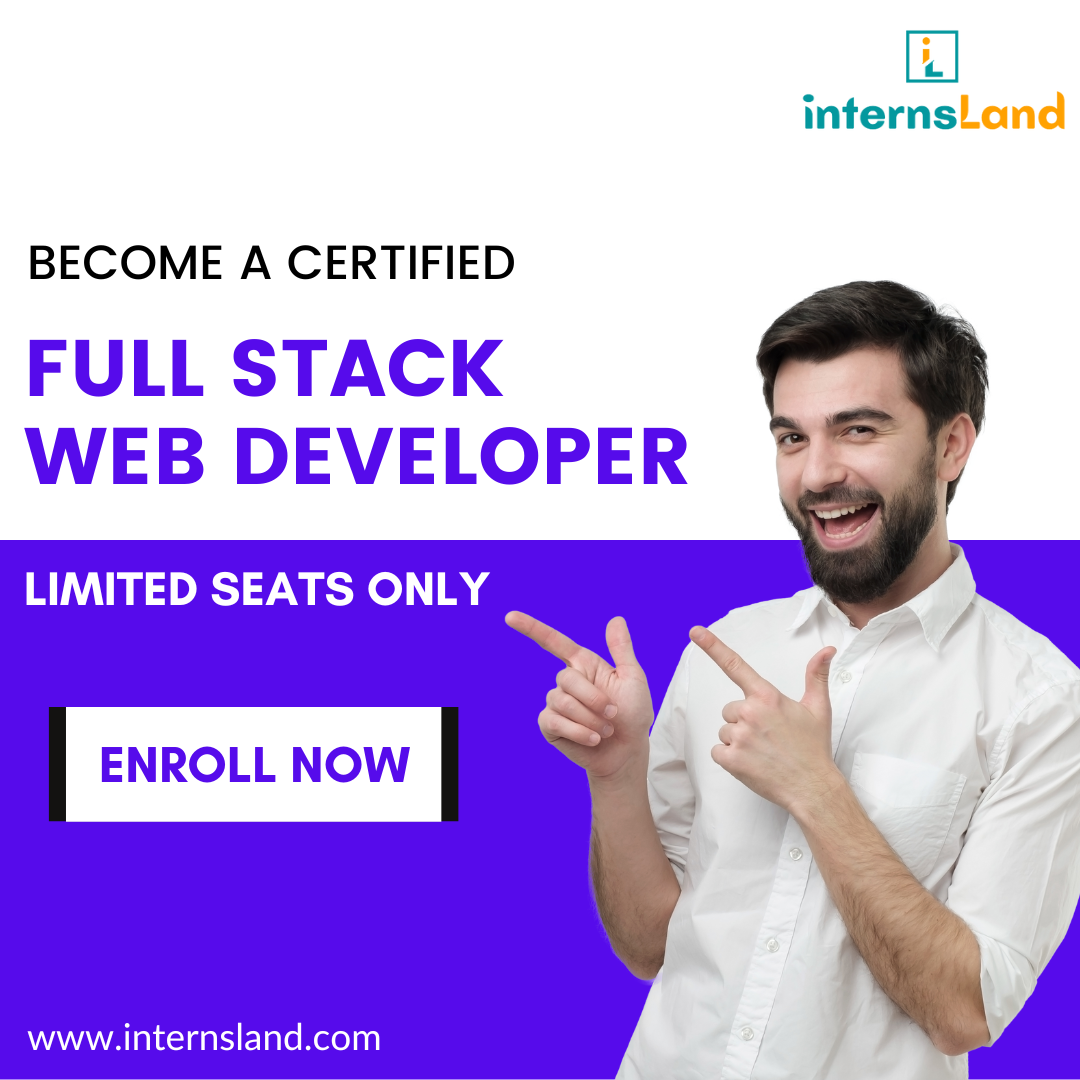 iL
internsLand
BECOME A CERTIFIED
FULL STACK
WEB DEVELOPER
LIMITED SEATS ONLY
ENROLL NOW
www.internsland.com